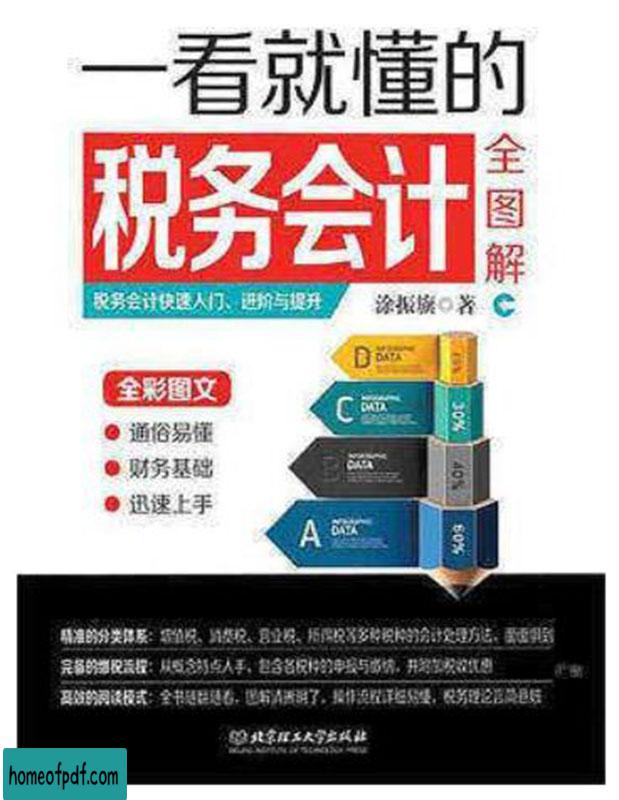 一看就懂的
税务会计
全图解
税务会计快速入门、进阶与提升
涂振旗◎著
全彩图文
通俗易懂
财务基础
迅速上手
D INFOGRAPHIC
DATA
C INFOGRAPHIC
DATA
30%
B INFOGRAPHIC
DATA
40%
A INFOGRAPHIC
DATA
60%
精准的分类体系：增值税、消费税、营业税、所得税等多种税种的会计处理方法，面面俱到
完备的缴税流程：从概念特点入手，包含各税种的申报与缴纳，并附加税收优惠
高效的阅读模式：全书随翻随看，图解清晰明了，操作流程详细易懂，税务理论言简意赅
北京理工大学出版社
BEIJING INSTITUTE OF TECHNOLOGY PRESS
homeofpdf.com